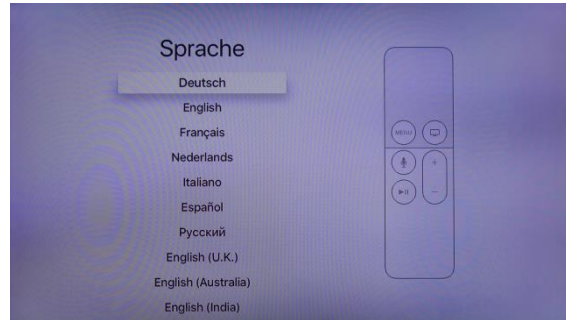 Sprache
Deutsch
English
Français
Nederlands
Italiano
Español
Русский
English (U.K.)
English (Australia)
English (India)
MENU